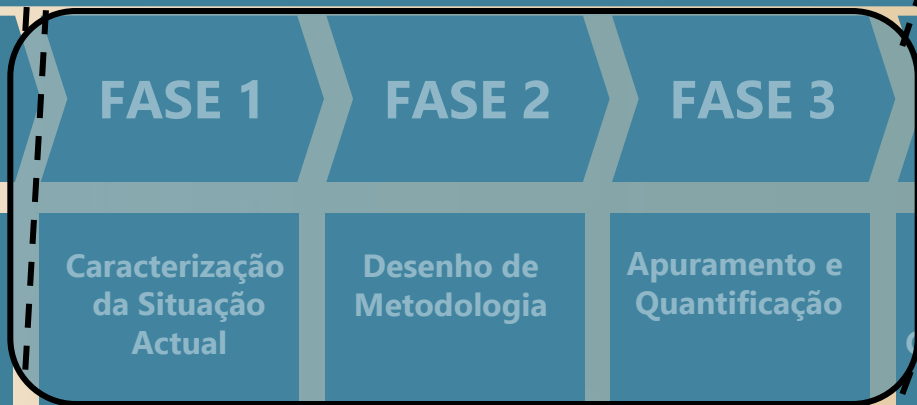 FASE 1
FASE 2
FASE 3
Caracterização
da Situação
Actual
Desenho de
Metodologia
Apuramento e
Quantificação